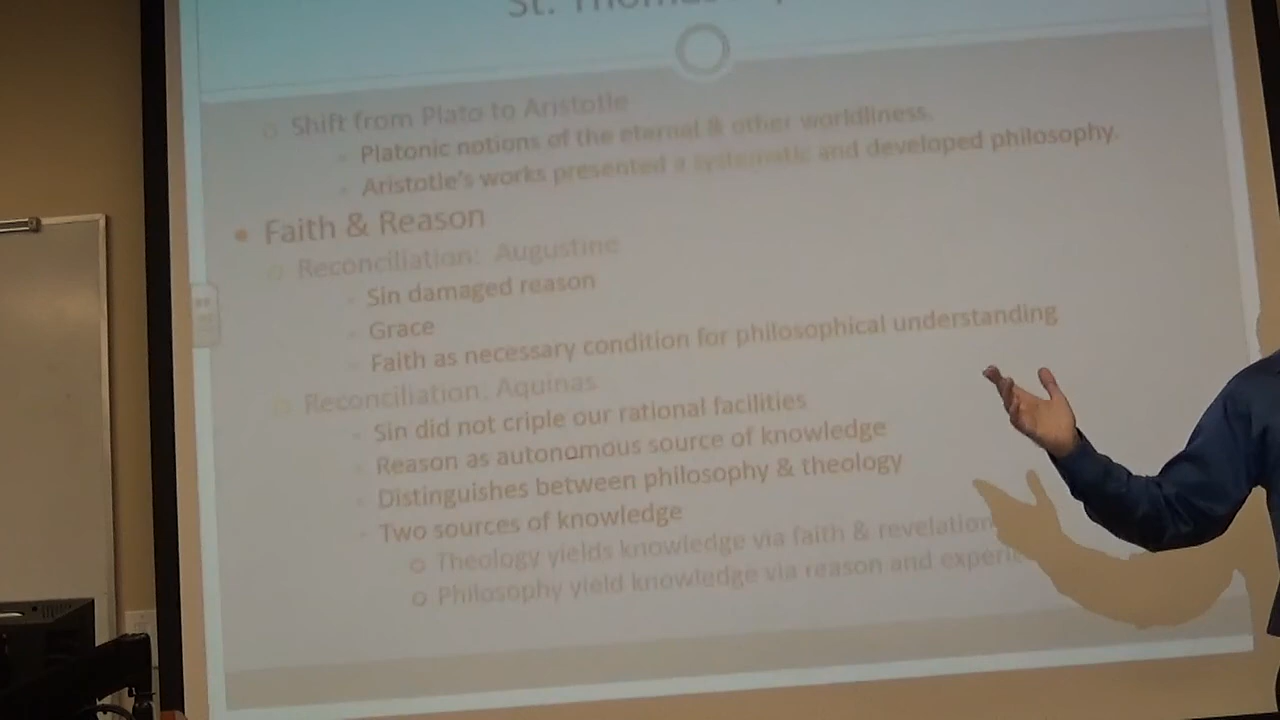 St. Thomas
Shift from Plato to Aristotle
Platonic notions of the eternal & other worldliness.
Aristotle's works presented a systematic and developed philosophy.
Faith & Reason
Reconciliation: Augustine
Sin damaged reason
Grace
Faith as necessary condition for philosophical understanding
Reconciliation: Aquinas
Sin did not criple our rational facilities
Reason as autonomous source of knowledge
Distinguishes between philosophy & theology
Two sources of knowledge
Theology yields knowledge via faith & revelation
Philosophy yield knowledge via reason and